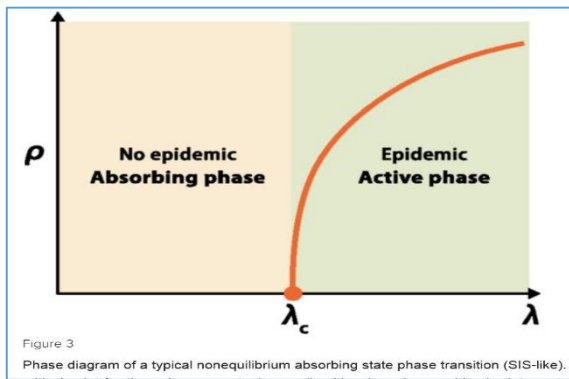 ρ
No epidemic
Absorbing phase
Epidemic
Active phase
λc
λ
Figure 3
Phase diagram of a typical nonequilibrium absorbing state phase transition (SIS-like).